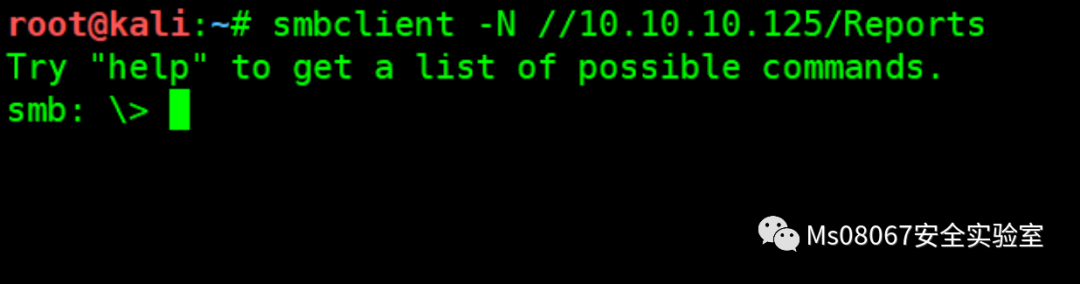 root@kali:~# smbclient -N //10.10.10.125/Reports
Try "help" to get a list of possible commands.
smb: \>
Ms08067安全实验室